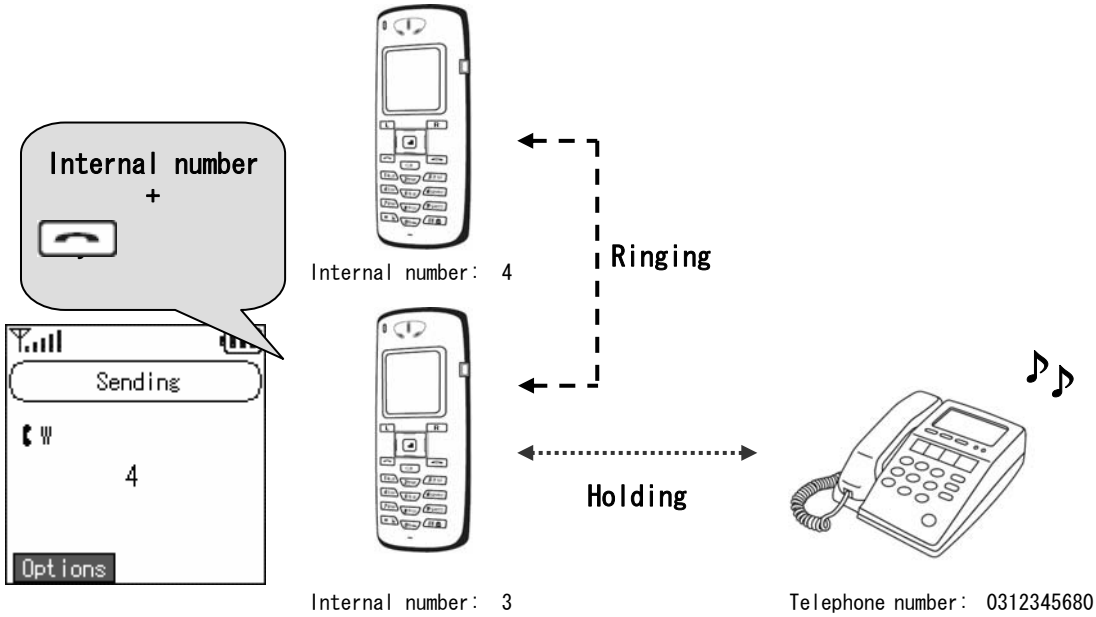 Internal number
+
Internal number: 4
Ringing
Sending
W
4
Options
Holding
Internal number: 3
Telephone number: 0312345680